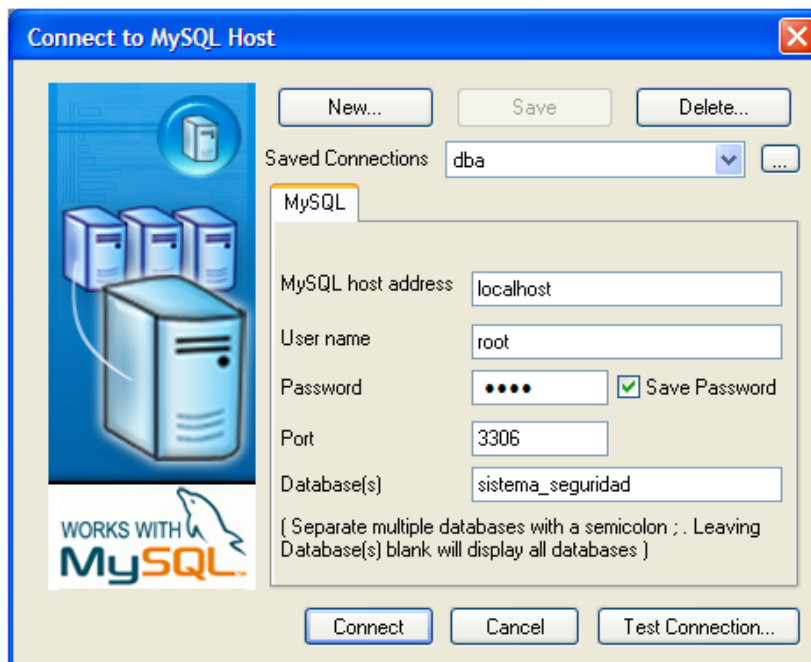 Connect to MySQL Host
New...
Save
Delete...
Saved Connections
dba
...
MySQL
MySQL host address
localhost
User name
root
Password
••••
Save Password
Port
3306
Database(s)
sistema_seguridad
( Separate multiple databases with a semicolon ; . Leaving
Database(s) blank will display all databases )
WORKS WITH
MySQL™
Connect
Cancel
Test Connection...